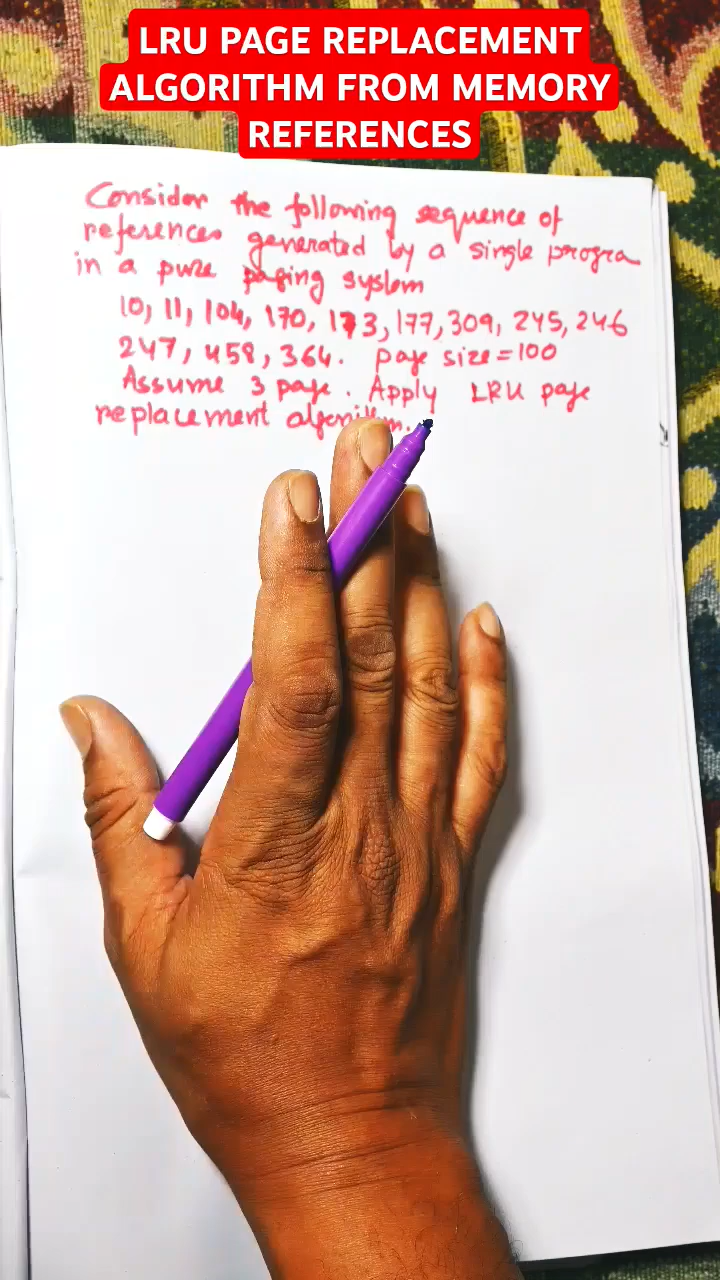 LRU PAGE REPLACEMENT
ALGORITHM FROM MEMORY
REFERENCES
Consider the following sequence of
references generated by a single progra
in a pure paging system
10, 11, 104, 170, 173, 177, 309, 245, 246
247, 458, 364. page size = 100
Assume 3 page. Apply LRU page
replacement algorithm.